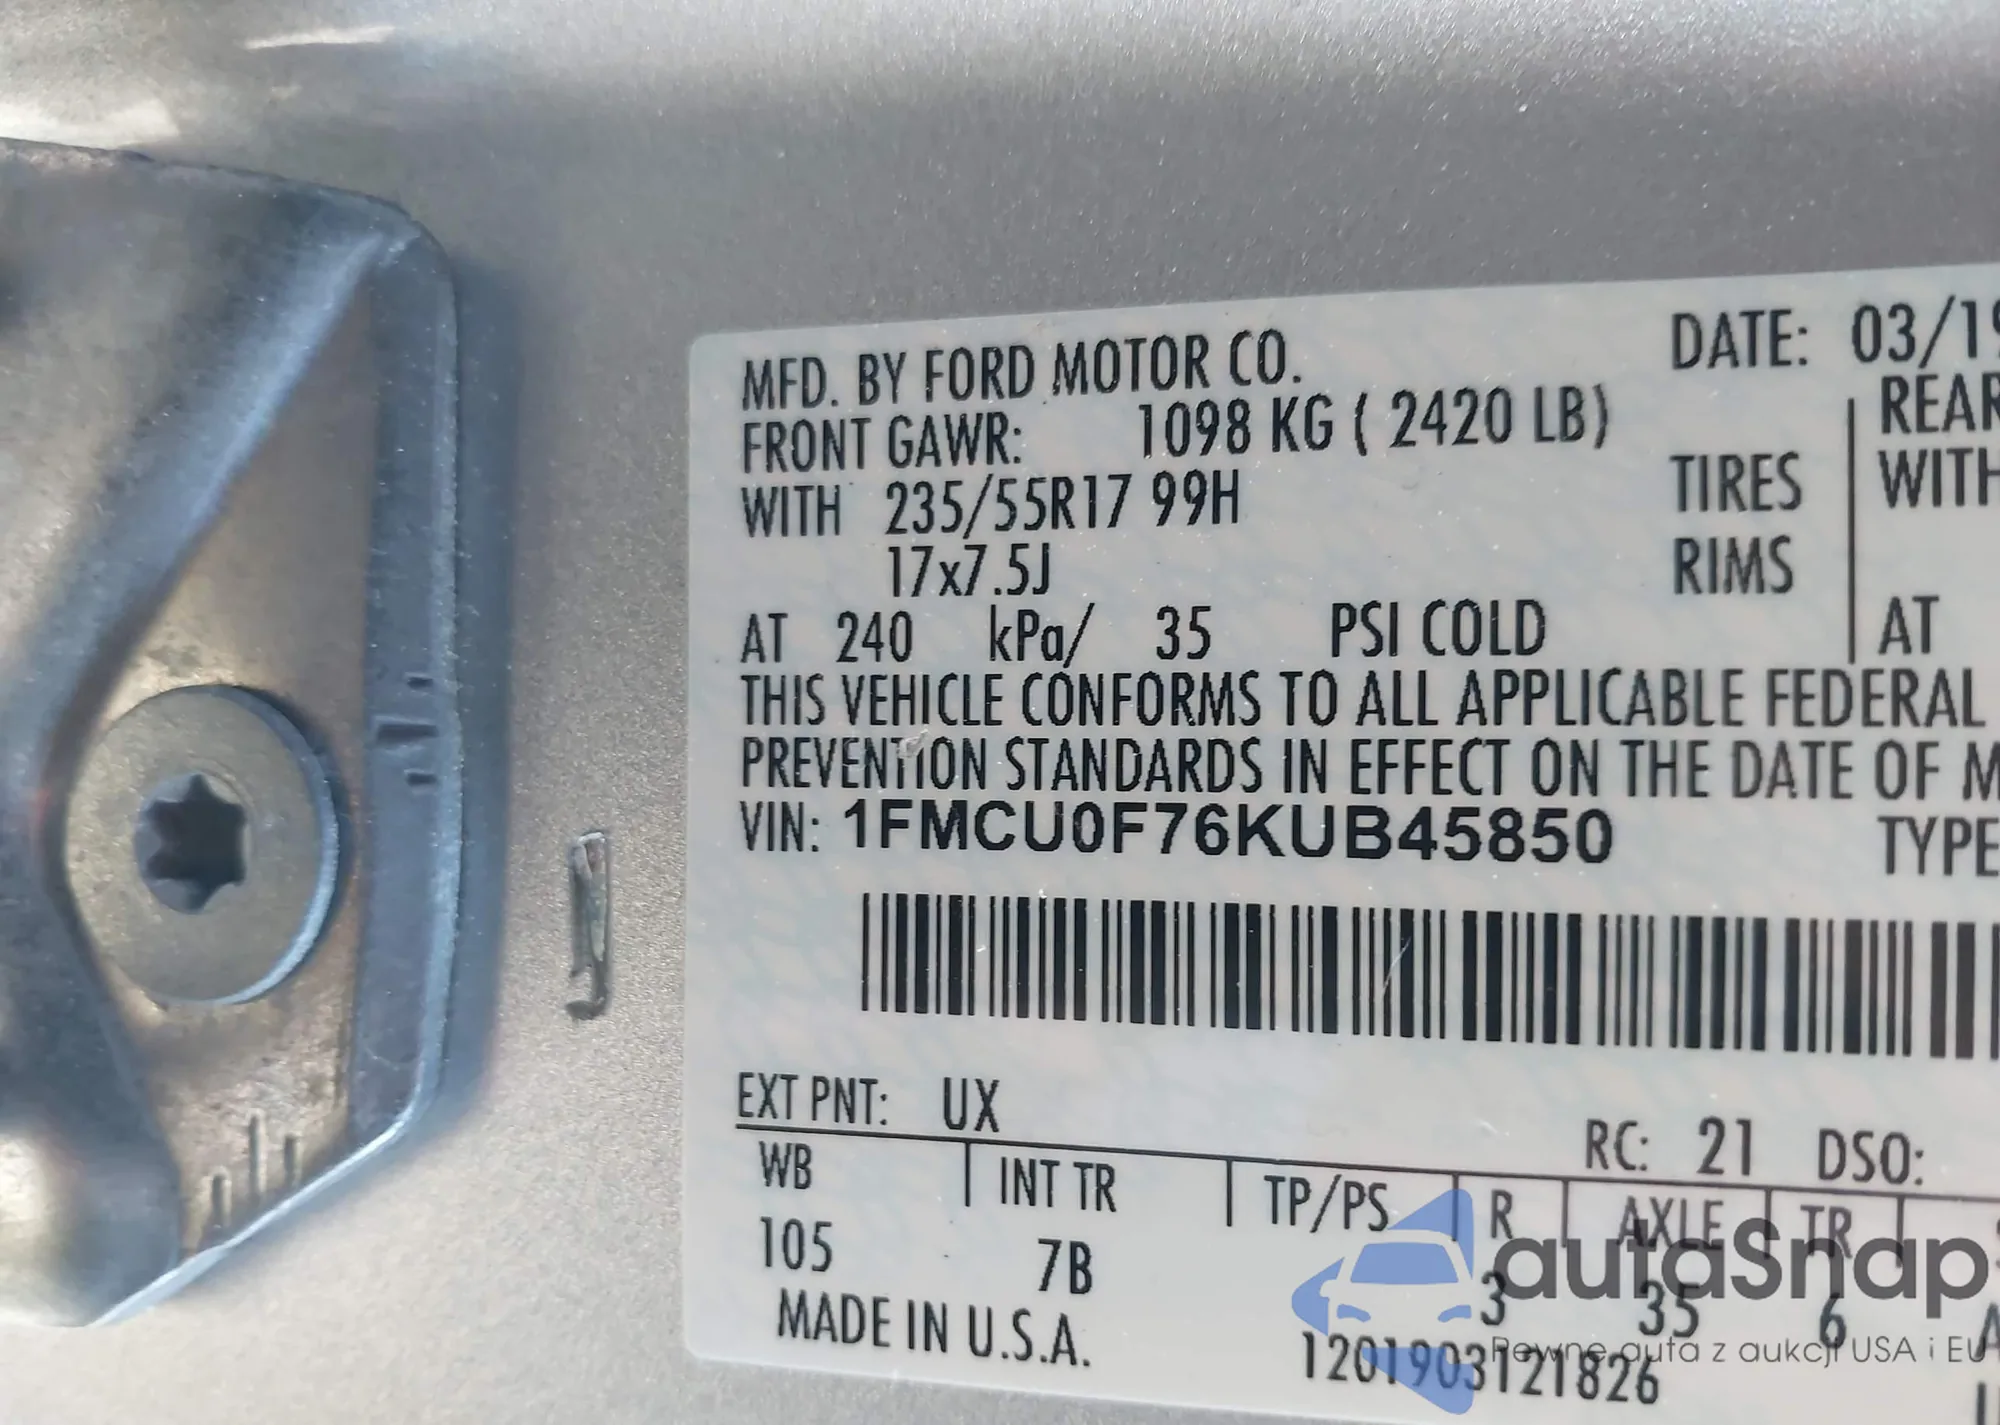 MFD. BY FORD MOTOR CO. DATE: 03/19
FRONT GAWR: 1098 KG ( 2420 LB) REAR
WITH 235/55R17 99H TIRES WITH
17x7.5J RIMS
AT 240 kPa/ 35 PSI COLD AT
THIS VEHICLE CONFORMS TO ALL APPLICABLE FEDERAL
PREVENTION STANDARDS IN EFFECT ON THE DATE OF M
VIN: 1FMCU0F76KUB45850 TYPE
EXT PNT: UX RC: 21 DSO:
WB INT TR TP/PS R AXLE TR
105 7B 3 35 6
MADE IN U.S.A.
1201903121826
autaSnap
Pewne auta z aukcji USA i EU